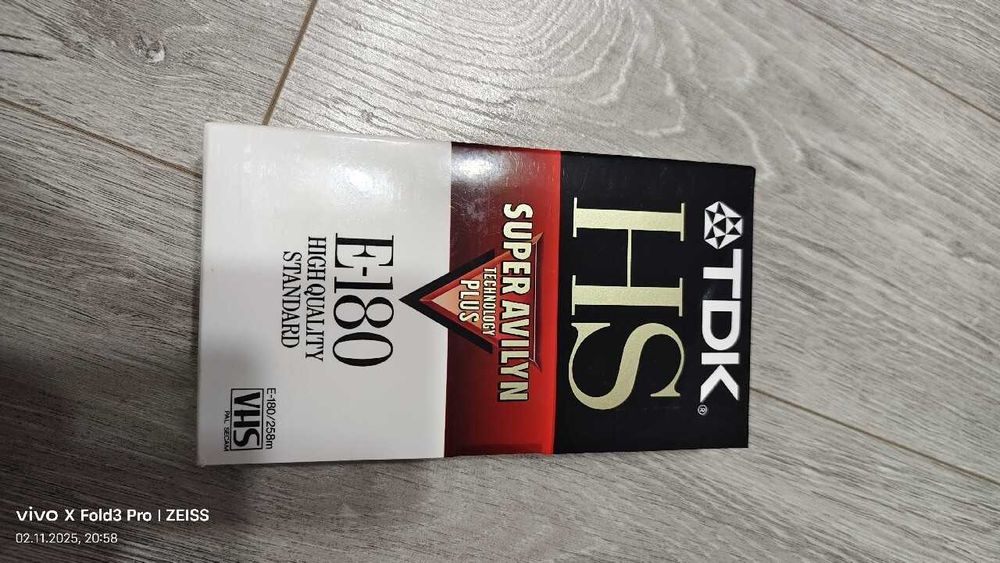 TDK®
HS
SUPER AVILYN
TECHNOLOGY
PLUS
E-180
HIGH QUALITY
STANDARD
E-180/258m
VHS
PAL SECAM
vivo X Fold3 Pro | ZEISS
02.11.2025, 20:58